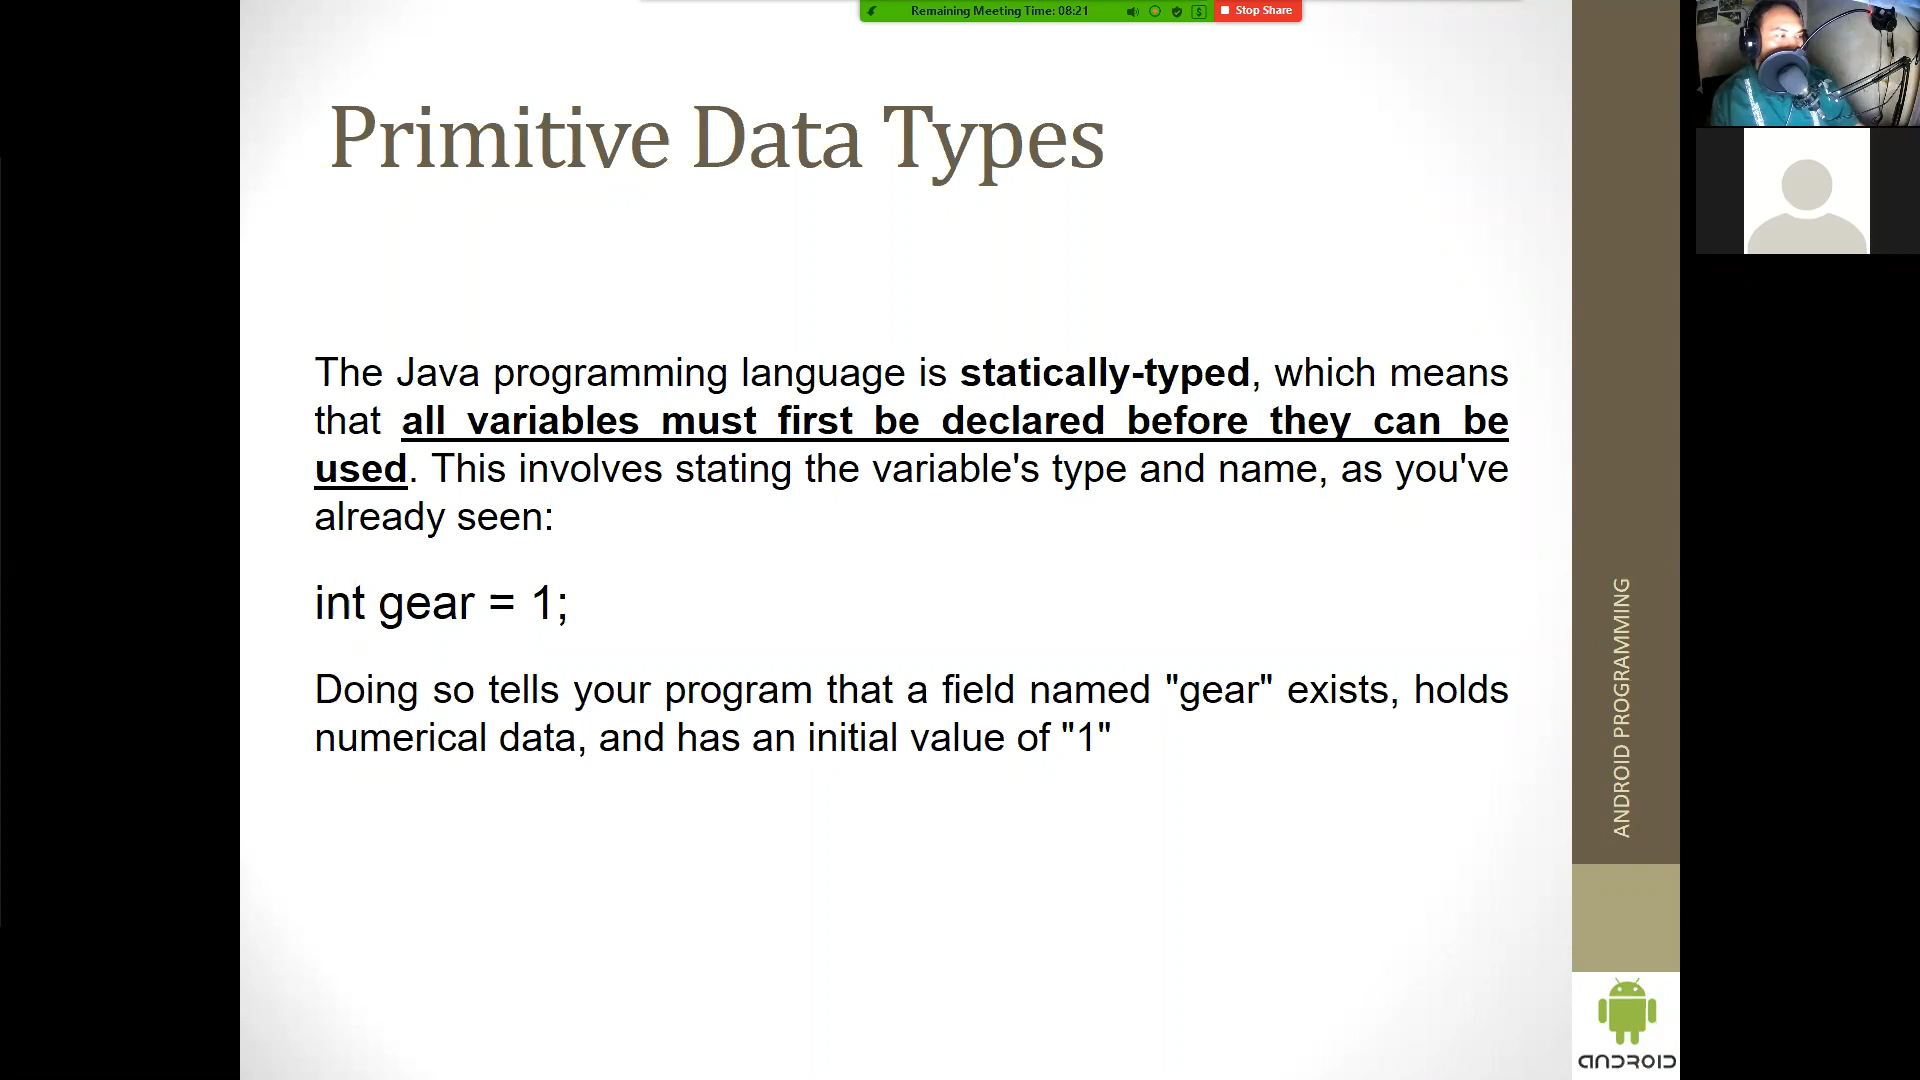 Remaining Meeting Time: 08:21
Stop Share
Primitive Data Types
The Java programming language is statically-typed, which means
that all variables must first be declared before they can be
used. This involves stating the variable's type and name, as you've
already seen:
int gear = 1;
Doing so tells your program that a field named "gear" exists, holds
numerical data, and has an initial value of "1"
ANDROID PROGRAMMING
ANDROID